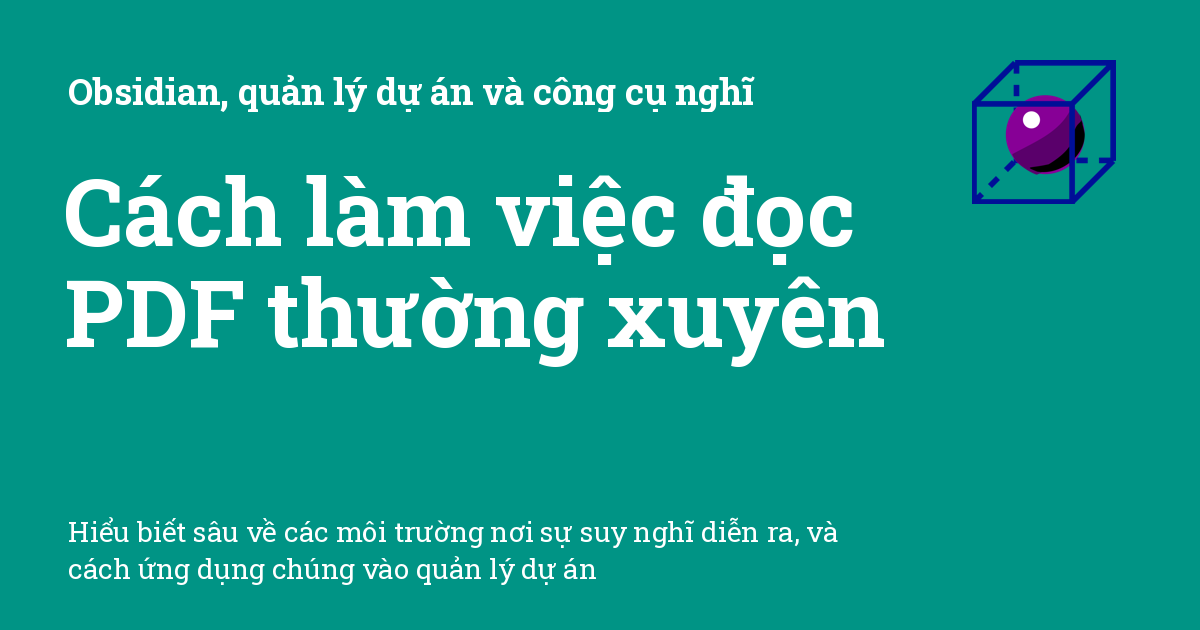 Obsidian, quản lý dự án và công cụ nghĩ
Cách làm việc đọc
PDF thường xuyên
Hiểu biết sâu về các môi trường nơi sự suy nghĩ diễn ra, và
cách ứng dụng chúng vào quản lý dự án